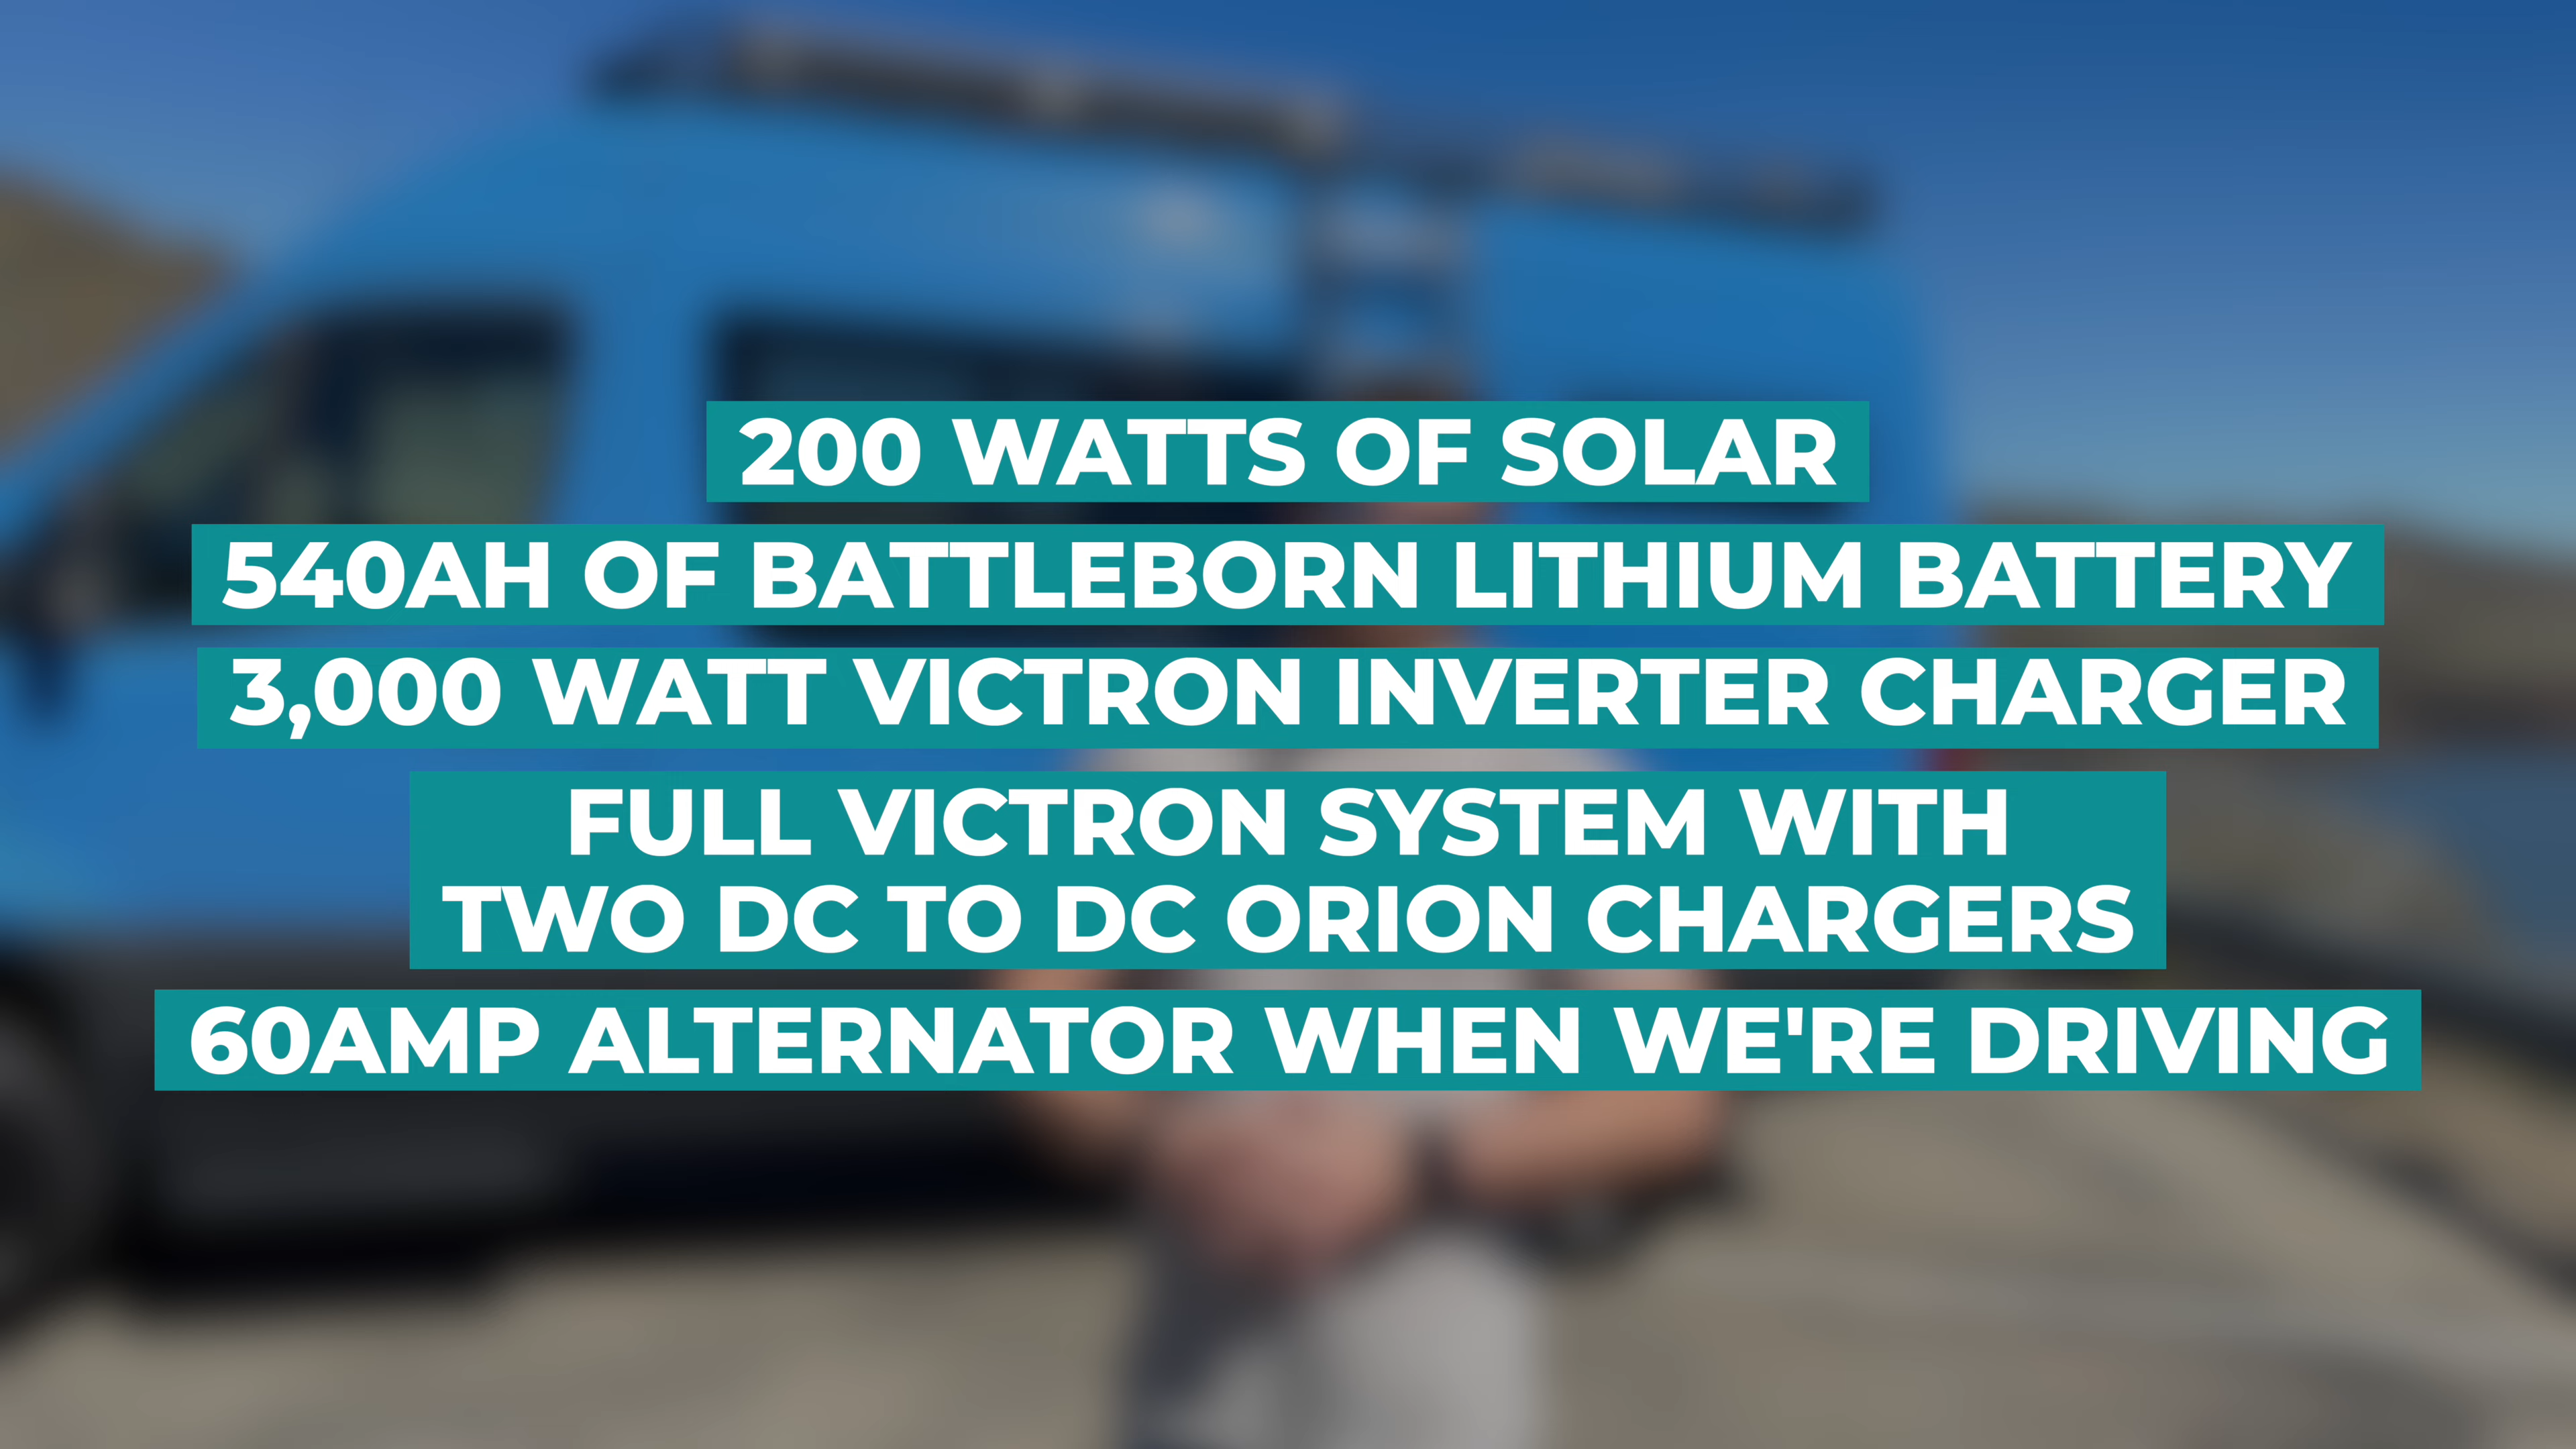 200 WATTS OF SOLAR
540AH OF BATTLEBORN LITHIUM BATTERY
3,000 WATT VICTRON INVERTER CHARGER
FULL VICTRON SYSTEM WITH
TWO DC TO DC ORION CHARGERS
60AMP ALTERNATOR WHEN WE'RE DRIVING